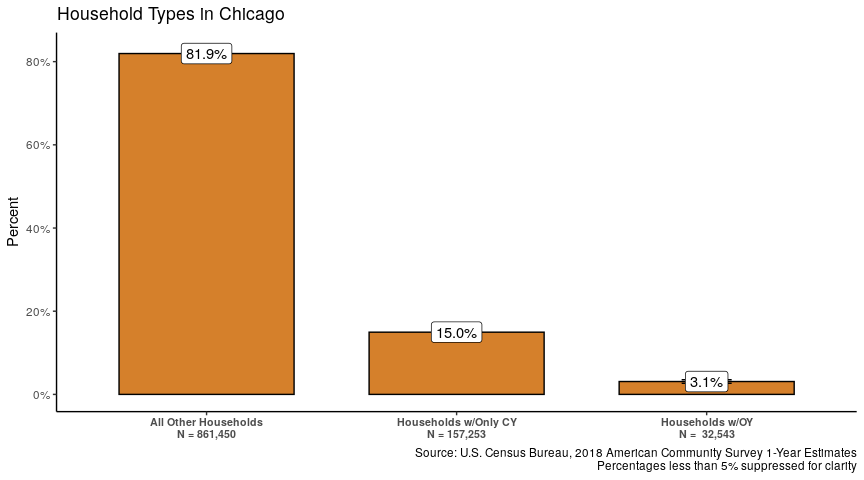 Household Types in Chicago
Percent
80%
60%
40%
20%
0%
81.9%
15.0%
3.1%
All Other Households
N = 861,450
Households w/Only CY
N = 157,253
Households w/OY
N =  32,543
Source: U.S. Census Bureau, 2018 American Community Survey 1-Year Estimates
Percentages less than 5% suppressed for clarity